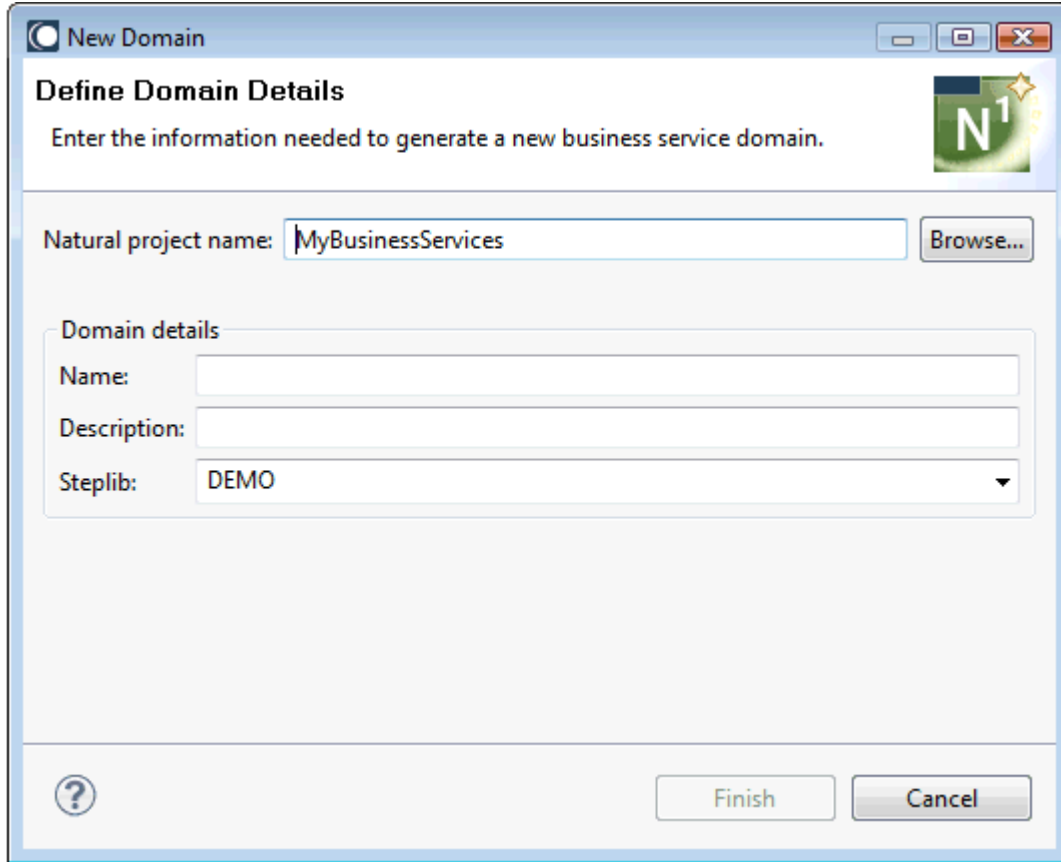 New Domain
Define Domain Details
Enter the information needed to generate a new business service domain.
N1
Natural project name: MyBusinessServices Browse...
Domain details
Name:
Description:
Steplib: DEMO
? Finish Cancel